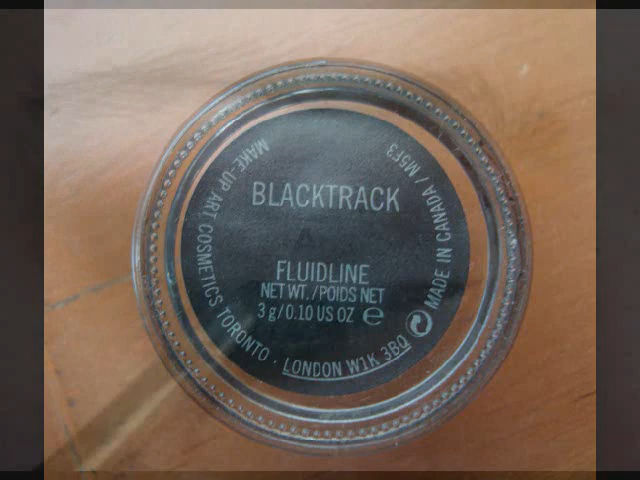 BLACKTRACK
FLUIDLINE
NET WT./POIDS NET
3 g/0.10 US OZ e
MAKE-UP ART COSMETICS TORONTO · LONDON W1K 3BQ
MADE IN CANADA / M5F3